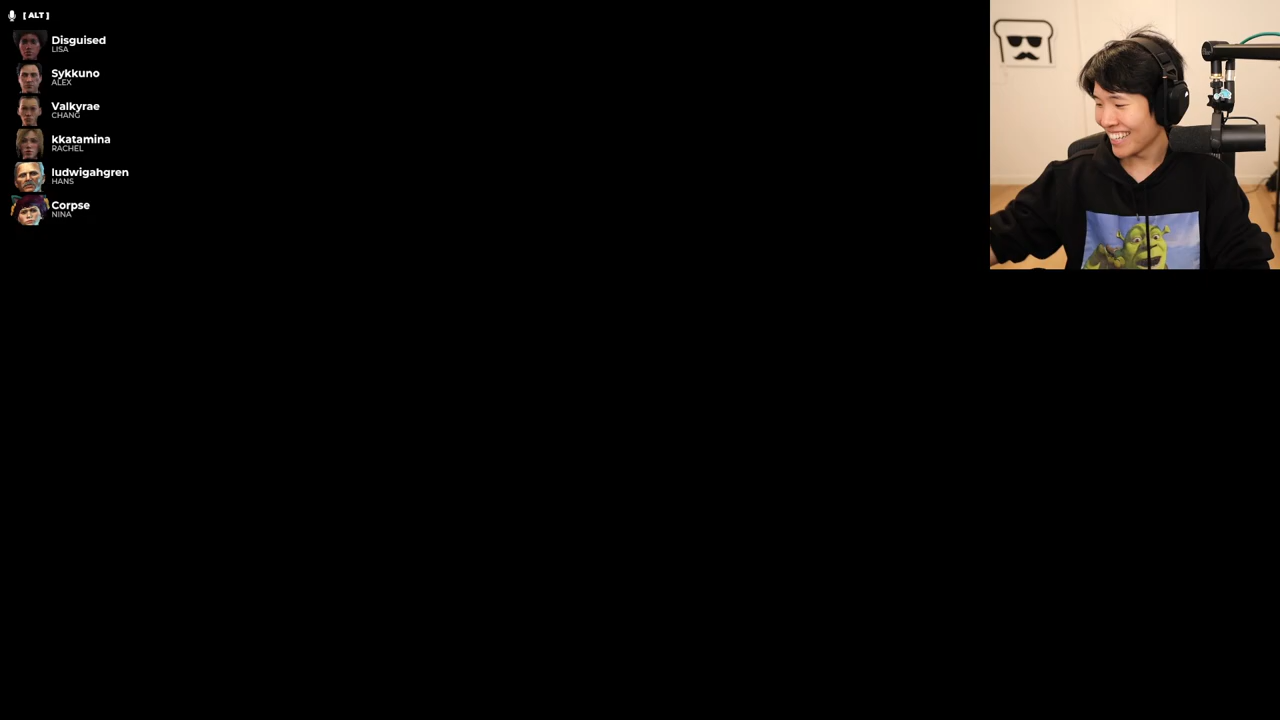 [ ALT ]
Disguised
LISA
Sykkuno
ALEX
Valkyrae
CHANG
kkatamina
RACHEL
ludwigahgren
HANS
Corpse
NINA